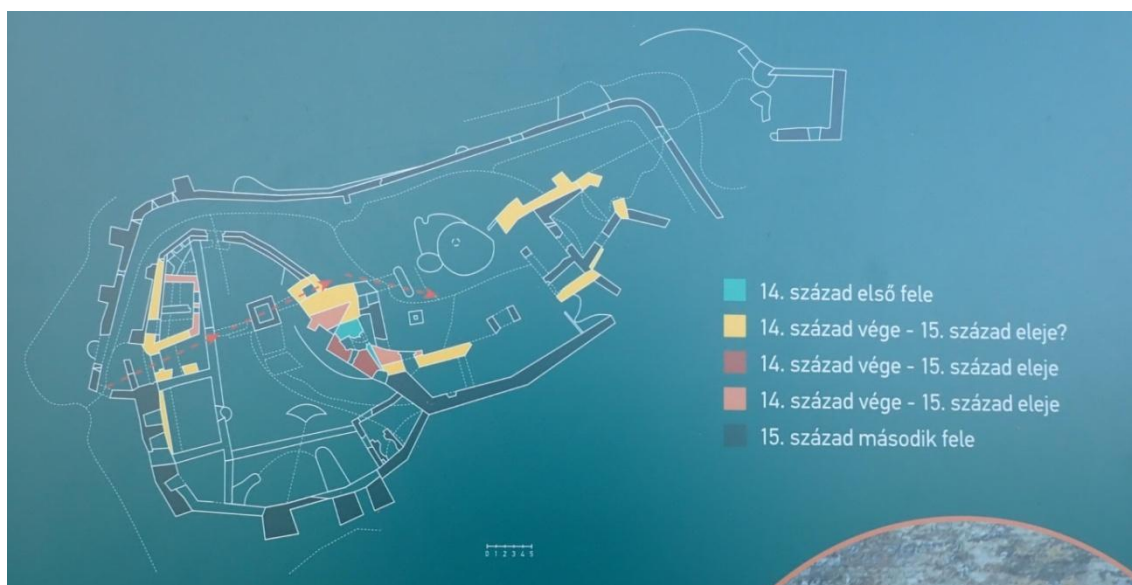 14. század első fele
14. század vége - 15. század eleje?
14. század vége - 15. század eleje
14. század vége - 15. század eleje
15. század második fele
0 1 2 3 4 5